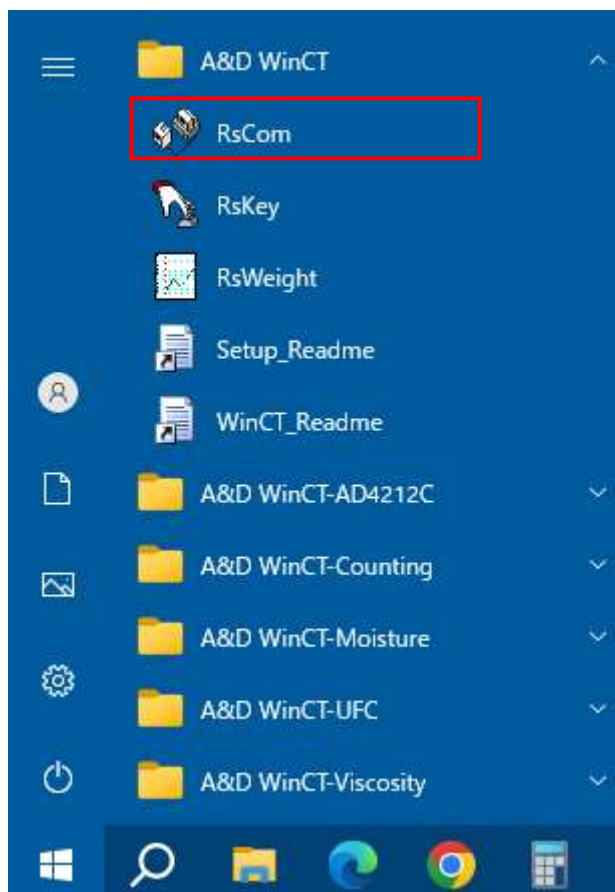 A&D WinCT
RsCom
RsKey
RsWeight
Setup_Readme
WinCT_Readme
A&D WinCT-AD4212C
A&D WinCT-Counting
A&D WinCT-Moisture
A&D WinCT-UFC
A&D WinCT-Viscosity